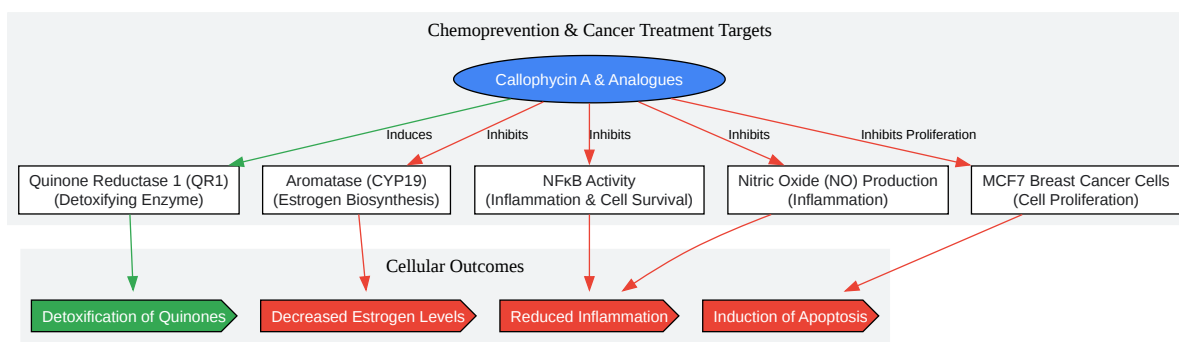 Chemoprevention & Cancer Treatment Targets
Callophycin A & Analogues
Induces
Inhibits
Inhibits
Inhibits
Inhibits Proliferation
Quinone Reductase 1 (QR1)
(Detoxifying Enzyme)
Aromatase (CYP19)
(Estrogen Biosynthesis)
NFκB Activity
(Inflammation & Cell Survival)
Nitric Oxide (NO) Production
(Inflammation)
MCF7 Breast Cancer Cells
(Cell Proliferation)
Cellular Outcomes
Detoxification of Quinones
Decreased Estrogen Levels
Reduced Inflammation
Induction of Apoptosis